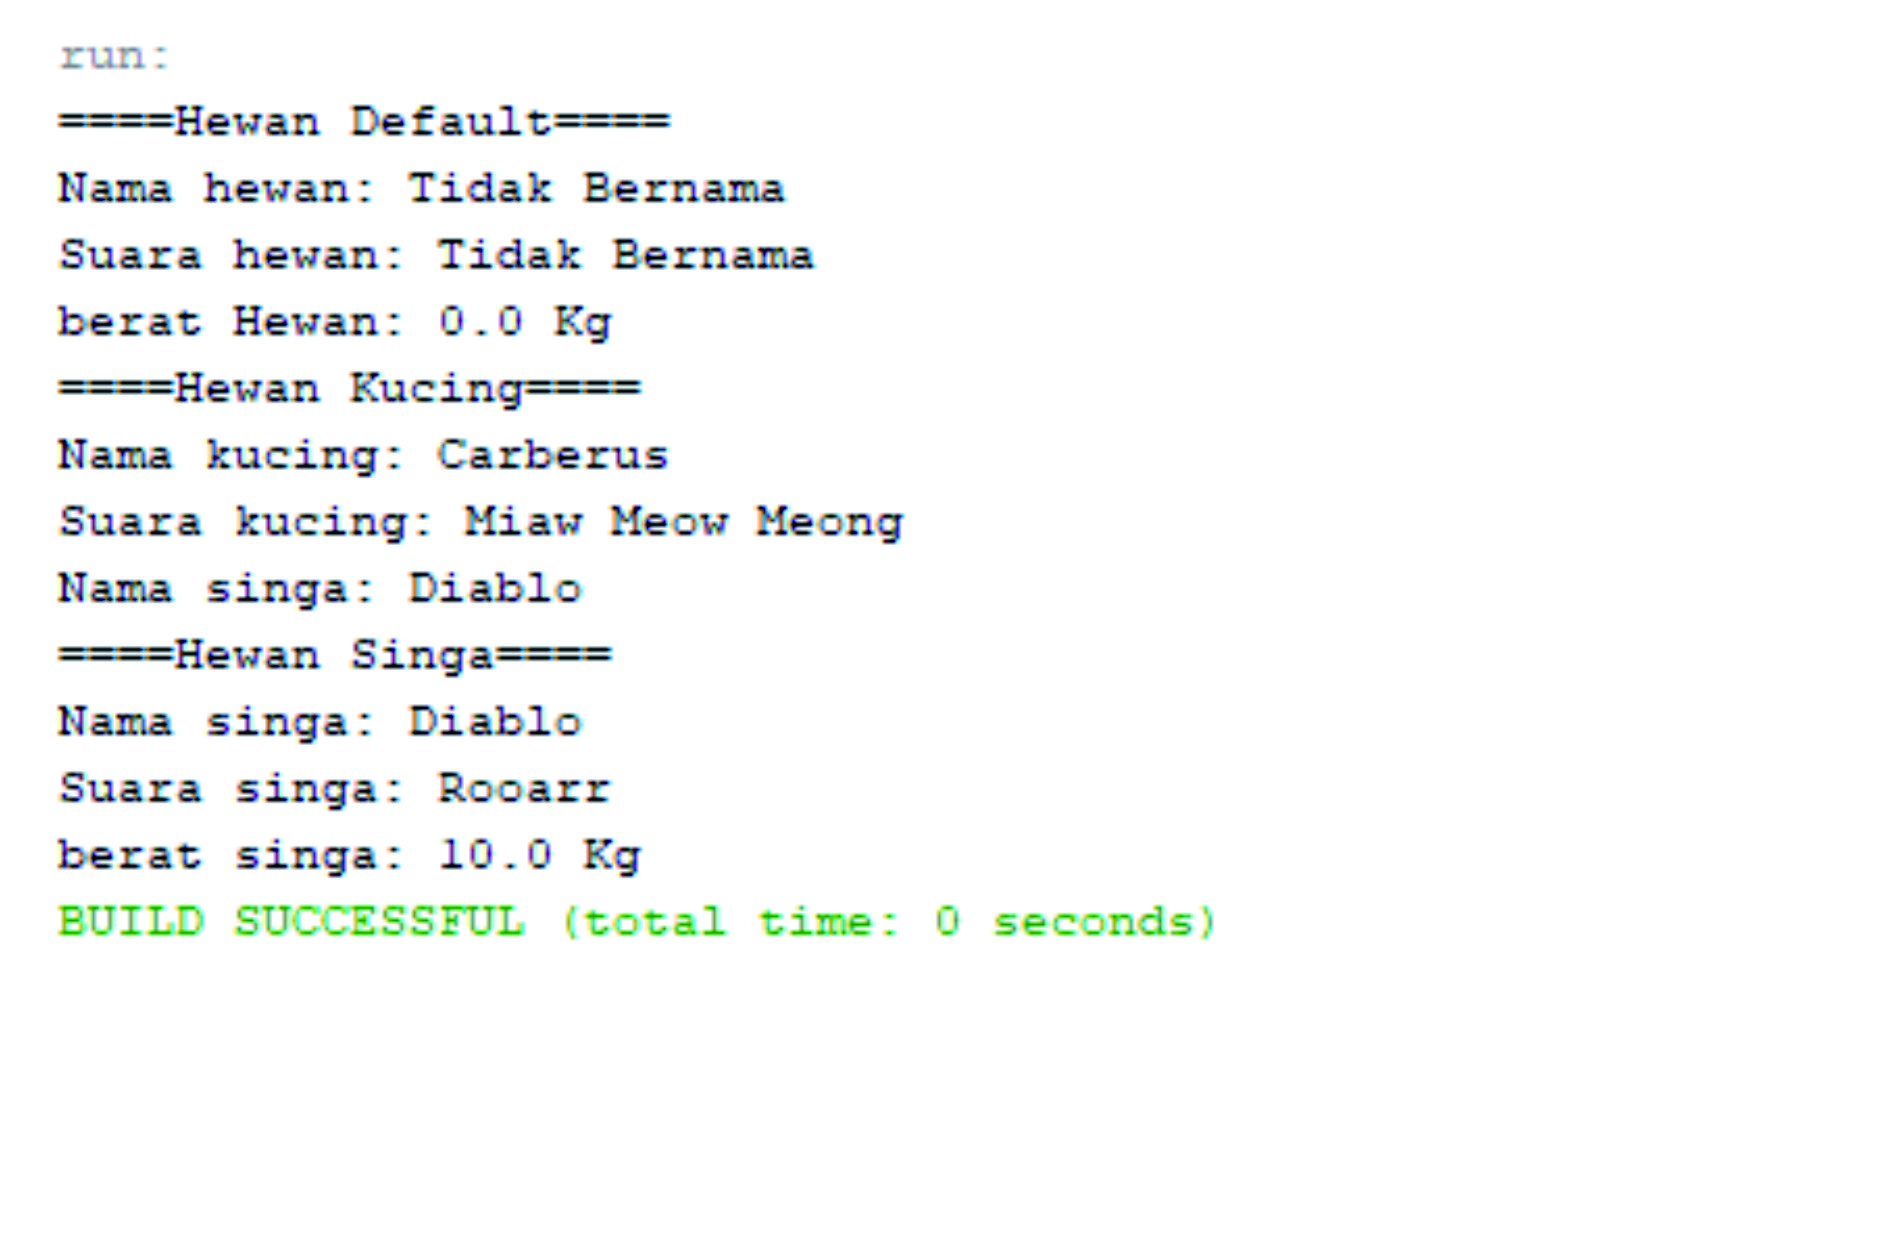 run:
====Hewan Default====
Nama hewan: Tidak Bernama
Suara hewan: Tidak Bernama
berat Hewan: 0.0 Kg
====Hewan Kucing====
Nama kucing: Carberus
Suara kucing: Miaw Meow Meong
Nama singa: Diablo
====Hewan Singa====
Nama singa: Diablo
Suara singa: Rooarr
berat singa: 10.0 Kg
BUILD SUCCESSFUL (total time: 0 seconds)